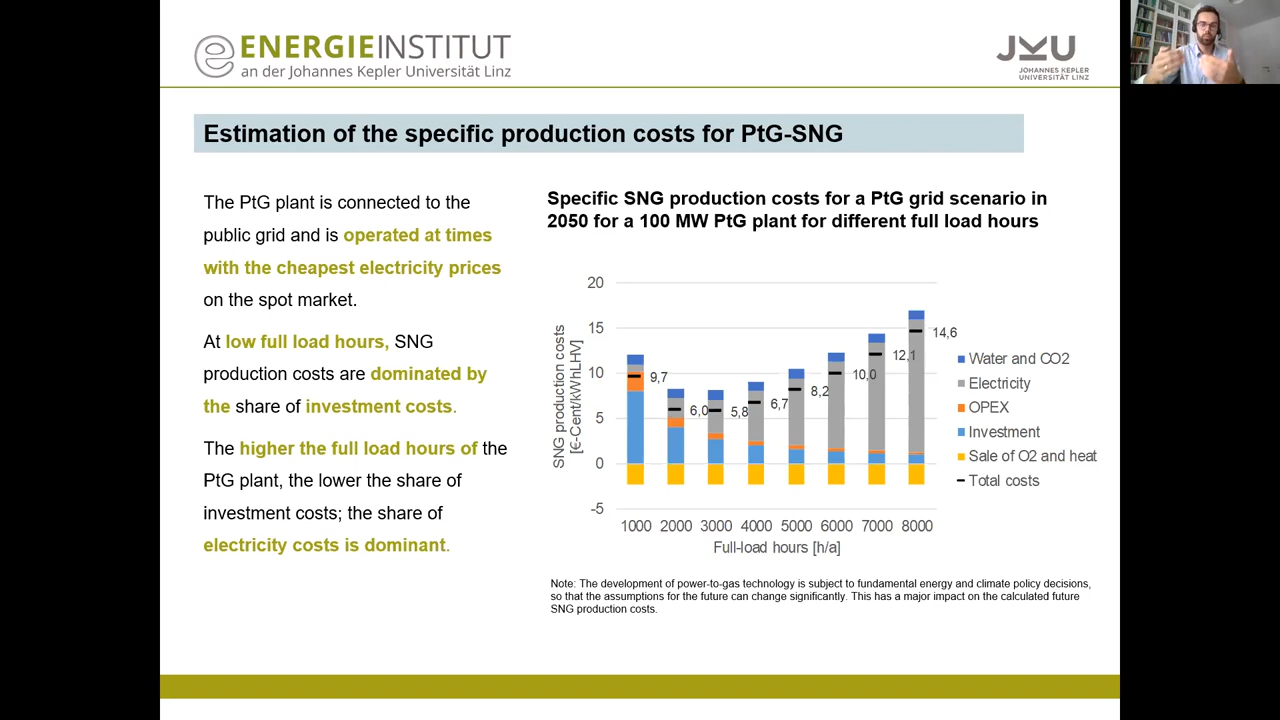 eENERGIEINSTITUT
an der Johannes Kepler Universität Linz
JKU
JOHANNES KEPLER
UNIVERSITÄT LINZ
Estimation of the specific production costs for PtG-SNG
The PtG plant is connected to the
public grid and is operated at times
with the cheapest electricity prices
on the spot market.
At low full load hours, SNG
production costs are dominated by
the share of investment costs.
The higher the full load hours of the
PtG plant, the lower the share of
investment costs; the share of
electricity costs is dominant.
Specific SNG production costs for a PtG grid scenario in
2050 for a 100 MW PtG plant for different full load hours
SNG production costs
[€-Cent/kWhLHV]
20
15
10
5
0
-5
9,7
6,0
5,8
6,7
8,2
10,0
12,1
14,6
1000 2000 3000 4000 5000 6000 7000 8000
Full-load hours [h/a]
Water and CO2
Electricity
OPEX
Investment
Sale of O2 and heat
Total costs
Note: The development of power-to-gas technology is subject to fundamental energy and climate policy decisions,
so that the assumptions for the future can change significantly. This has a major impact on the calculated future
SNG production costs.